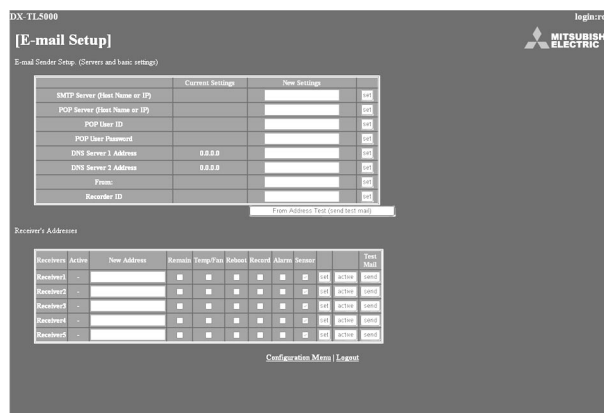 DX-TL5000 login:r
[E-mail Setup] MITSUBISH
ELECTRIC
E-mail Sender Setup. (Servers and basic settings)
Current Settings New Settings
SMTP Server (Host Name or IP) set
POP Server (Host Name or IP) set
POP User ID set
POP User Password set
DNS Server 1 Address 0.0.0.0 set
DNS Server 2 Address 0.0.0.0 set
From: set
Recorder ID set
From Address Test (send test mail)
Receiver's Addresses
Receivers Active New Address Remain Temp/Fan Reboot Record Alarm Sensor Test Mail
Receiver1 - set active send
Receiver2 - set active send
Receiver3 - set active send
Receiver4 - set active send
Receiver5 - set active send
Configuration Menu | Logout